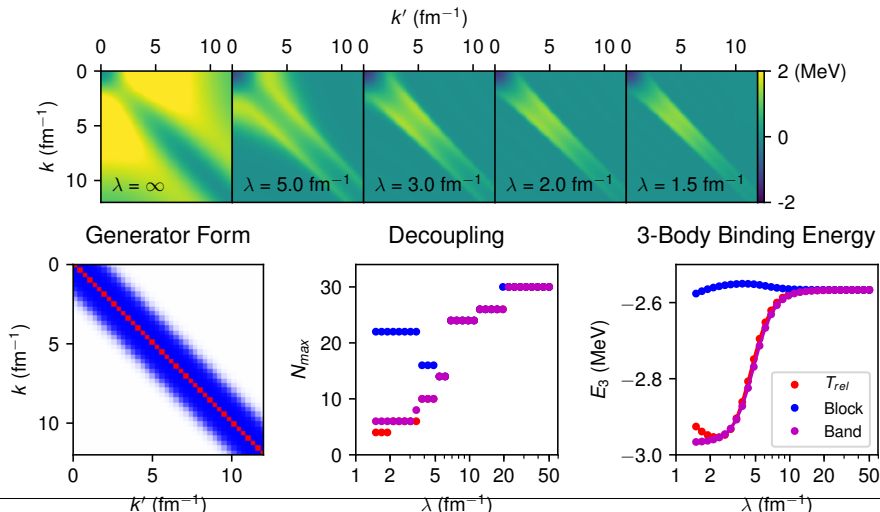 k′ (fm⁻¹)
0 5 10 0 5 10 0 5 10 0 5 10 0 5 10
0 5 10
k (fm⁻¹)
2 (MeV)
0
-2
λ = ∞ λ = 5.0 fm⁻¹ λ = 3.0 fm⁻¹ λ = 2.0 fm⁻¹ λ = 1.5 fm⁻¹
Generator Form
0 5 10
k (fm⁻¹)
0 5 10
k′ (fm⁻¹)
Decoupling
30
20
10
0
N_max
1 2 5 10 20 50
λ (fm⁻¹)
3-Body Binding Energy
−2.6
−2.8
−3.0
E₃ (MeV)
T_rel
Block
Band
1 2 5 10 20 50
λ (fm⁻¹)